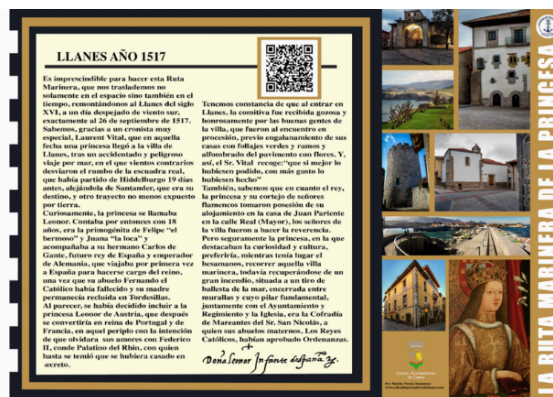 LLANES AÑO 1517
Es imprescindible para hacer esta Ruta
Marinera, que nos traslademos no
solamente en el espacio sino también en el
tiempo, remontándonos al Llanes del siglo
XVI, a un día despejado de viento sur,
exactamente al 26 de septiembre de 1517.
Sabemos, gracias a un cronista muy
especial, Laurent Vital, que en aquella
fecha una princesa llegó a la villa de
Llanes, tras un accidentado y peligroso
viaje por mar, en el que vientos contrarios
desviaron el rumbo de la escuadra real,
que había partido de Hiddelburgo 19 días
antes, alejándola de Santander, que era su
destino, y otro trayecto no menos expuesto
por tierra.
Curiosamente, la princesa se llamaba
Leonor. Contaba por entonces con 18
años, era la primogénita de Felipe "el
hermoso" y Juana "la loca" y
acompañaba a su hermano Carlos de
Gante, futuro rey de España y emperador
de Alemania, que viajaba por primera vez
a España para hacerse cargo del reino,
una vez que su abuelo Fernando el
Católico había fallecido y su madre
permanecía recluida en Tordesillas.
Al parecer, se había decidido incluir a la
princesa Leonor de Austria, que después
se convertiría en reina de Portugal y de
Francia, en aquel periplo con la intención
de que olvidara sus amores con Federico
II, conde Palatino del Rhin, con quien
hasta se temió que se hubiera casado en
secreto.
Tenemos constancia de que al entrar en
Llanes, la comitiva fue recibida gozosa y
honrosamente por las buenas gentes de
la villa, que fueron al encuentro en
procesión, previo engalanamiento de sus
casas con follajes verdes y ramos y
alfombrado del pavimento con flores. Y,
así, el Sr. Vital recoge:"que si mejor lo
hubiesen podido, con más gusto lo
hubiesen hecho"
También, sabemos que en cuanto el rey,
la princesa y su cortejo de señores
flamencos tomaron posesión de su
alojamiento en la casa de Juan Pariente
en la calle Real (Mayor), los señores de
la villa fueron a hacer la reverencia.
Pero seguramente la princesa, en la que
destacaban la curiosidad y cultura,
preferiría, mientras tenía lugar el
besamanos, recorrer aquella villa
marinera, todavía recuperándose de un
gran incendio, situada a un tiro de
ballesta de la mar, encerrada entre
murallas y cuyo pilar fundamental,
juntamente con el Ayuntamiento y
Regimiento y la Iglesia, era la Cofradía
de Mareantes del Sr. San Nicolás, a
quien sus abuelos maternos, Los Reyes
Católicos, habían aprobado Ordenanzas.
LA RUTA MARINERA DE LA PRINCESA